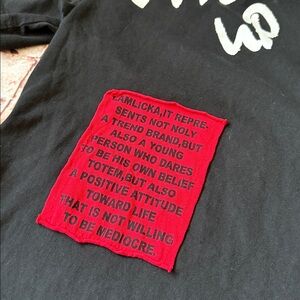 LAMLICKA,IT REPRE.
SENTS NOT NOLY
A TREND BRAND,BUT
ALSO A YOUNG
PERSON WHO DARES
TO BE HIS OWN BELIEF
TOTEM,BUT ALSO
A POSITIVE ATTITUDE
TOWARD LIFE
THAT IS NOT WILLING
TO BE MEDIOCRE.